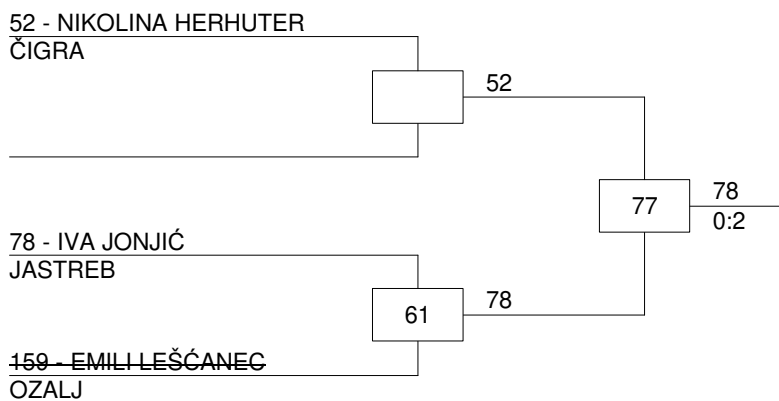 52 - NIKOLINA HERHUTER
ČIGRA
52
77
78
0:2
78 - IVA JONJIĆ
JASTREB
61
78
159 - EMILI LEŠĆANEC
OZALJ